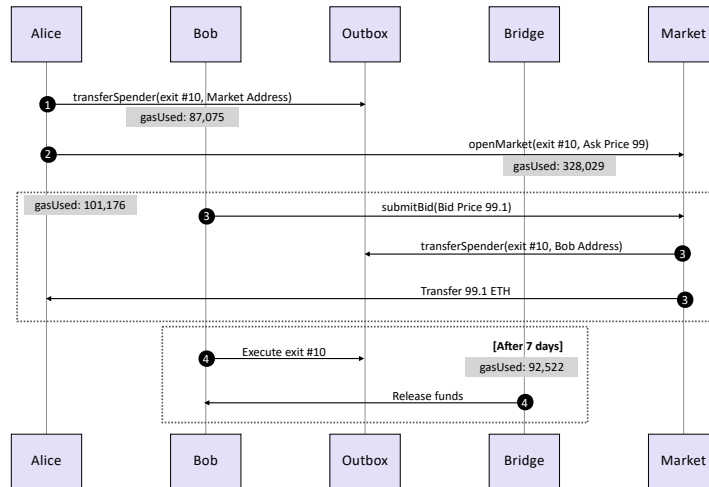 Alice Bob Outbox Bridge Market
1 transferSpender(exit #10, Market Address)
gasUsed: 87,075
2 openMarket(exit #10, Ask Price 99)
gasUsed: 328,029
gasUsed: 101,176
3 submitBid(Bid Price 99.1)
transferSpender(exit #10, Bob Address) 3
Transfer 99.1 ETH 3
[After 7 days]
4 Execute exit #10
gasUsed: 92,522
Release funds 4
Alice Bob Outbox Bridge Market